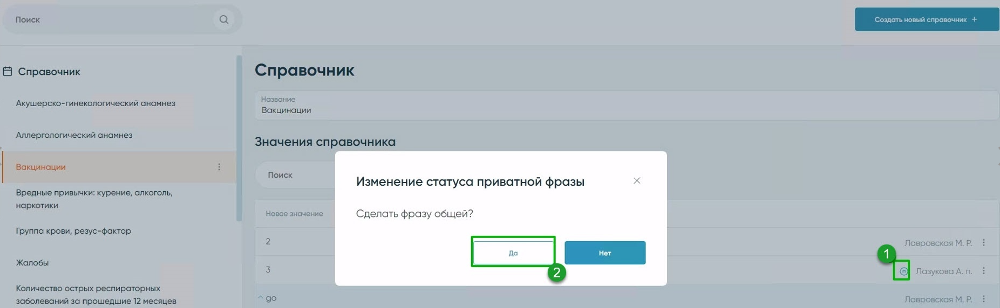 Поиск
Создать новый справочник +
Справочник
Акушерско-гинекологический анамнез
Аллергологический анамнез
Вакцинации
Вредные привычки: курение, алкоголь,
наркотики
Группа крови, резус-фактор
Жалобы
Количество острых респираторных
заболеваний за прошедшие 12 месяцев
Справочник
Название
Вакцинации
Значения справочника
Поиск
Новое значение
2
Лавровская М. Р.
1
3
п
Лазукова А. п.
go
Лавровская М. Р.
Изменение статуса приватной фразы
Сделать фразу общей?
Да
Нет
2